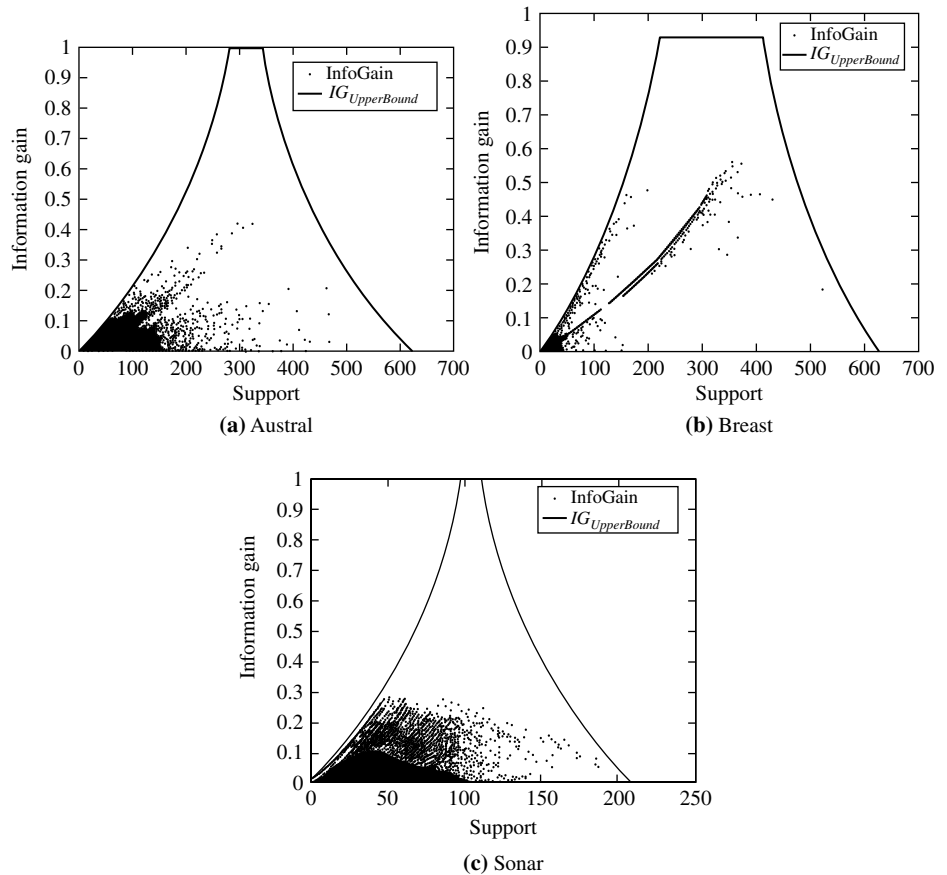 1
0.9
0.8
0.7
0.6
0.5
0.4
0.3
0.2
0.1
0
Information gain
InfoGain
IG_UpperBound
0 100 200 300 400 500 600 700
Support
(a) Austral
1
0.9
0.8
0.7
0.6
0.5
0.4
0.3
0.2
0.1
0
Information gain
InfoGain
IG_UpperBound
0 100 200 300 400 500 600 700
Support
(b) Breast
1
0.9
0.8
0.7
0.6
0.5
0.4
0.3
0.2
0.1
0
Information gain
InfoGain
IG_UpperBound
0 50 100 150 200 250
Support
(c) Sonar